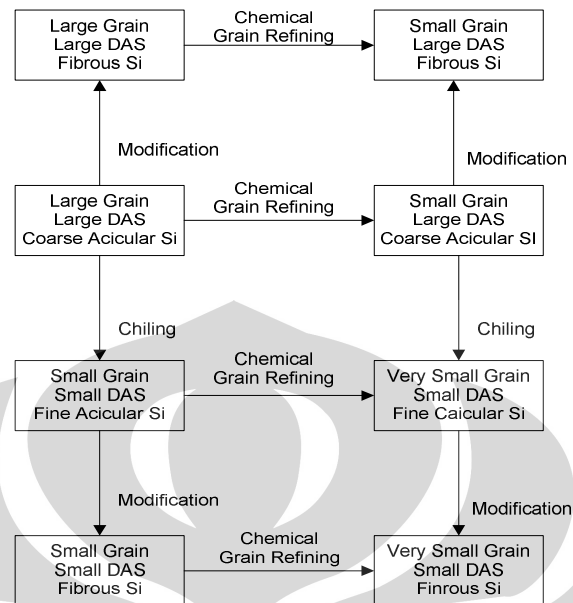 Large Grain
Large DAS
Fibrous Si
Chemical
Grain Refining
Small Grain
Large DAS
Fibrous Si
Modification
Modification
Large Grain
Large DAS
Coarse Acicular Si
Chemical
Grain Refining
Small Grain
Large DAS
Coarse Acicular SI
Chiling
Chiling
Small Grain
Small DAS
Fine Acicular Si
Chemical
Grain Refining
Very Small Grain
Small DAS
Fine Caicular Si
Modification
Modification
Small Grain
Small DAS
Fibrous Si
Chemical
Grain Refining
Very Small Grain
Small DAS
Finrous Si